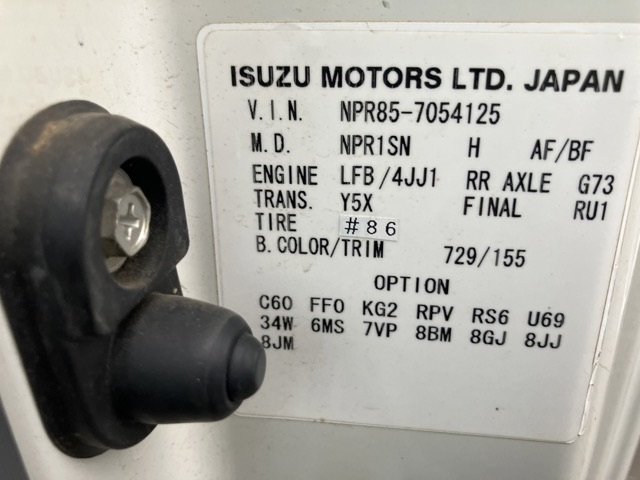 ISUZU MOTORS LTD. JAPAN
V.I.N. NPR85-7054125
M.D. NPR1SN H AF/BF
ENGINE LFB/4JJ1 RR AXLE G73
TRANS. Y5X FINAL RU1
TIRE #86
B.COLOR/TRIM 729/155
OPTION
C60 FF0 KG2 RPV RS6 U69
34W 6MS 7VP 8BM 8GJ 8JJ
8JM